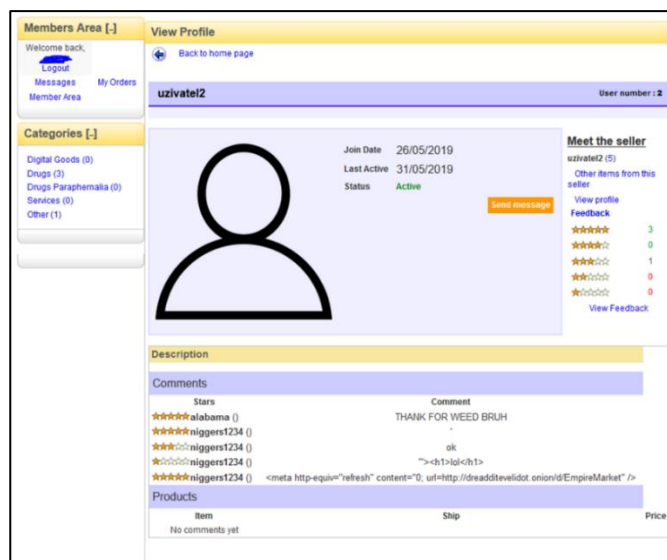 Members Area [-]
Welcome back,
Logout
Messages My Orders
Member Area
Categories [-]
Digital Goods (0)
Drugs (3)
Drugs Paraphernalia (0)
Services (0)
Other (1)
View Profile
Back to home page
uzivatel2 User number : 2
Join Date 26/05/2019
Last Active 31/05/2019
Status Active
Send message
Meet the seller
uzivatel2 (5)
Other items from this
seller
View profile
Feedback
3
0
1
0
0
View Feedback
Description
Comments
Stars Comment
alabama () THANK FOR WEED BRUH
niggers1234 () '
niggers1234 () ok
niggers1234 () "'><h1>lol</h1>
niggers1234 () <meta http-equiv="refresh" content="0; url=http://dreadditevelidot.onion/d/EmpireMarket" />
Products
Item Ship Price
No comments yet